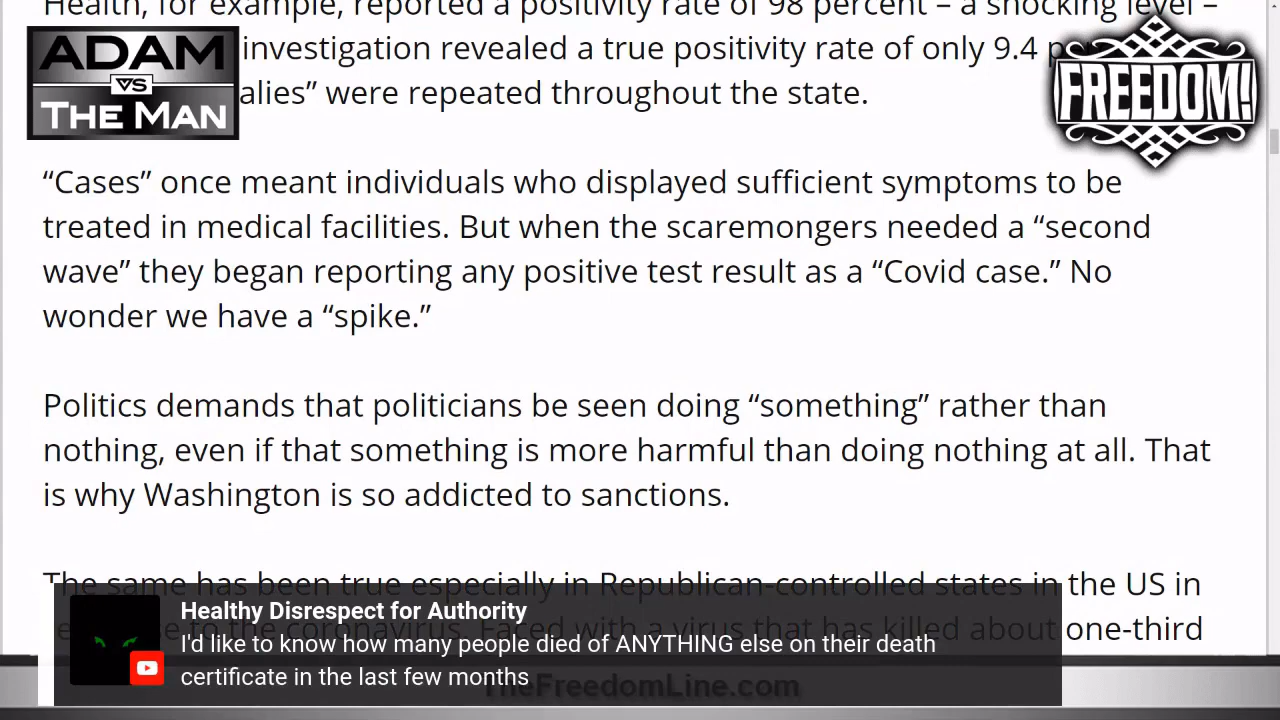 Health, for example, reported a positivity rate of 98 percent – a shocking level –
ADAM
VS
THE MAN
investigation revealed a true positivity rate of only 9.4
FREEDOM!
alies” were repeated throughout the state.
“Cases” once meant individuals who displayed sufficient symptoms to be
treated in medical facilities. But when the scaremongers needed a “second
wave” they began reporting any positive test result as a “Covid case.” No
wonder we have a “spike.”
Politics demands that politicians be seen doing “something” rather than
nothing, even if that something is more harmful than doing nothing at all. That
is why Washington is so addicted to sanctions.
The same has been true especially in Republican-controlled states in the US in
to the coronavirus. Faced with a virus that has killed about one-third
Healthy Disrespect for Authority
I'd like to know how many people died of ANYTHING else on their death
certificate in the last few months
TheFreedomLine.com